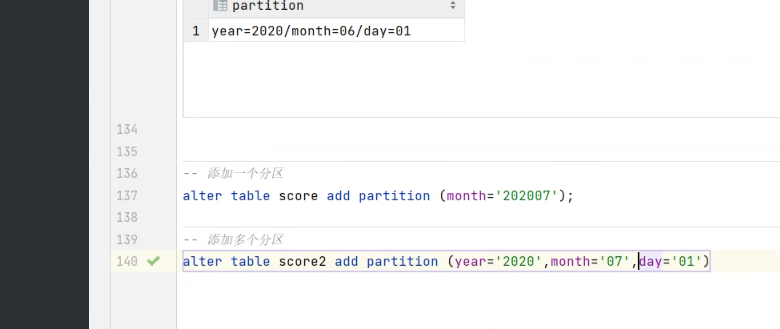 partition
1 year=2020/month=06/day=01
134
135
136 -- 添加一个分区
137 alter table score add partition (month='202007');
138
139 -- 添加多个分区
140 alter table score2 add partition (year='2020',month='07',day='01')